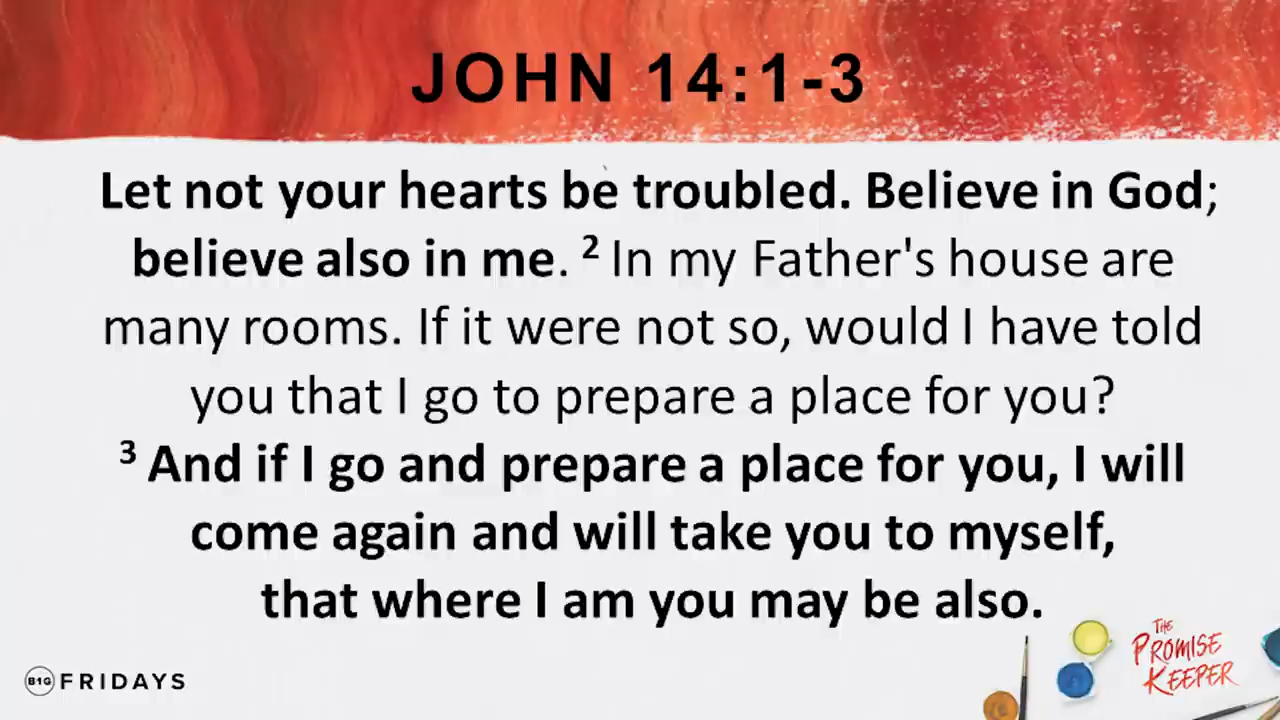 JOHN 14:1-3
Let not your hearts be troubled. Believe in God;
believe also in me. ² In my Father's house are
many rooms. If it were not so, would I have told
you that I go to prepare a place for you?
³ And if I go and prepare a place for you, I will
come again and will take you to myself,
that where I am you may be also.
THE
PROMISE
KEEPER
B1G FRIDAYS